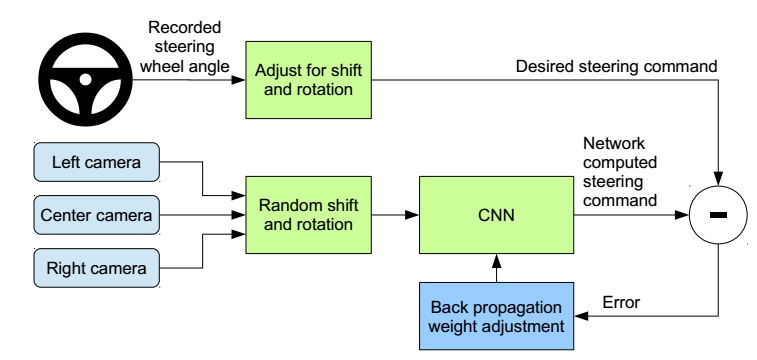 Recorded
steering
wheel angle
Adjust for shift
and rotation
Desired steering command
Left camera
Center camera
Right camera
Random shift
and rotation
CNN
Network
computed
steering
command
-
Back propagation
weight adjustment
Error